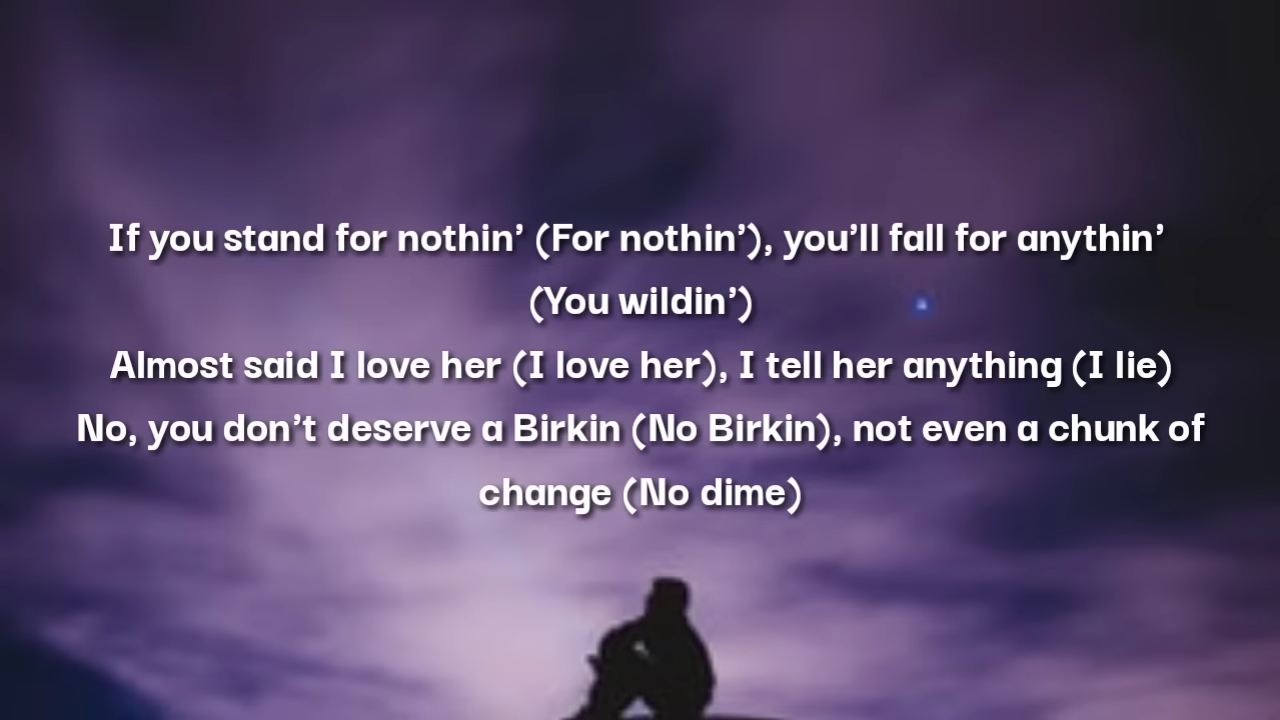 If you stand for nothin’ (For nothin’), you’ll fall for anythin’
(You wildin’)
Almost said I love her (I love her), I tell her anything (I lie)
No, you don’t deserve a Birkin (No Birkin), not even a chunk of
change (No dime)